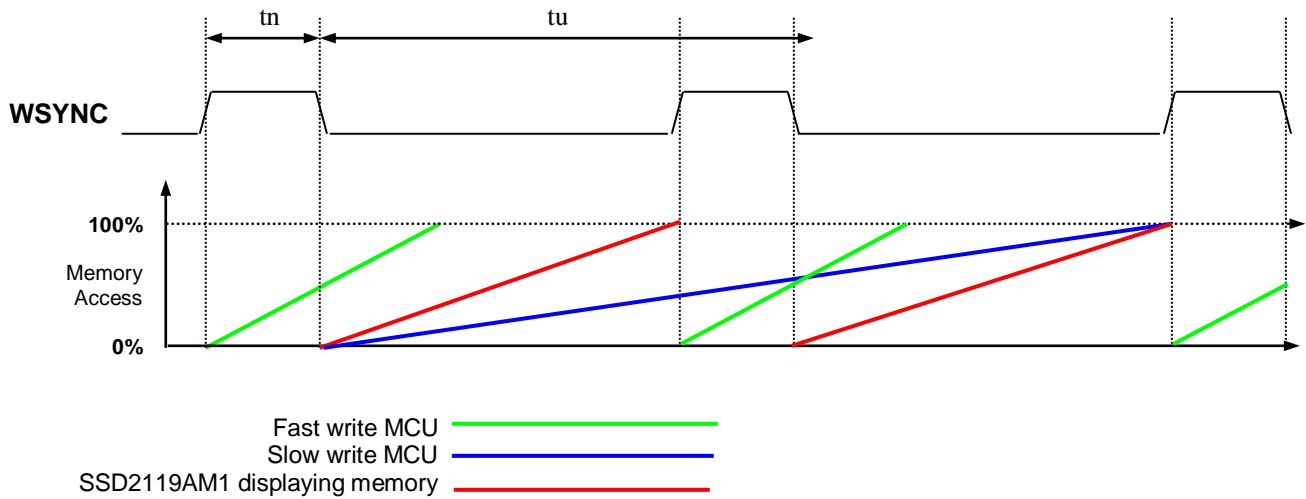 tn
tu
WSYNC
100%
Memory
Access
0%
Fast write MCU
Slow write MCU
SSD2119AM1 displaying memory